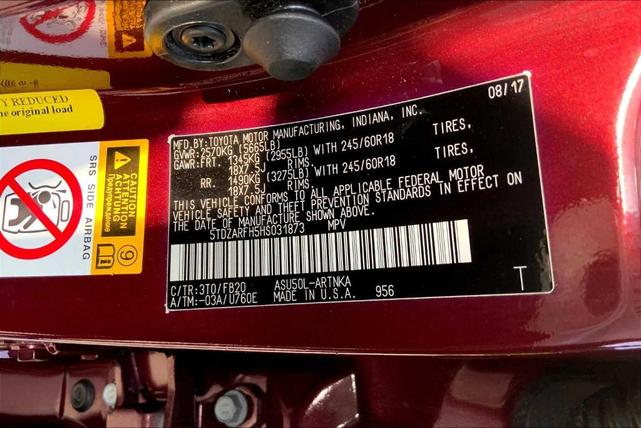 Y REDUCED
e original load
SRS SIDE AIRBAG
CAUTION
ATTENTION
ACHTUNG
Предупреждение
08/17
MFD.BY:TOYOTA MOTOR MANUFACTURING, INDIANA, INC.
GVWR:2570KG (5665LB)
GAWR:FRT. 1345KG (2955LB) WITH 245/60R18 TIRES,
18X7.5J RIMS
RR. 1490KG (3275LB) WITH 245/60R18 TIRES,
18X7.5J RIMS
THIS VEHICLE CONFORMS TO ALL APPLICABLE FEDERAL MOTOR
VEHICLE SAFETY AND THEFT PREVENTION STANDARDS IN EFFECT ON
THE DATE OF MANUFACTURE SHOWN ABOVE.
5TDZARFH5HS031873 MPV
C/TR:3T0/FB20 ASU50L-ARTNKA
A/TM:-03A/U760E MADE IN U.S.A. 956
T